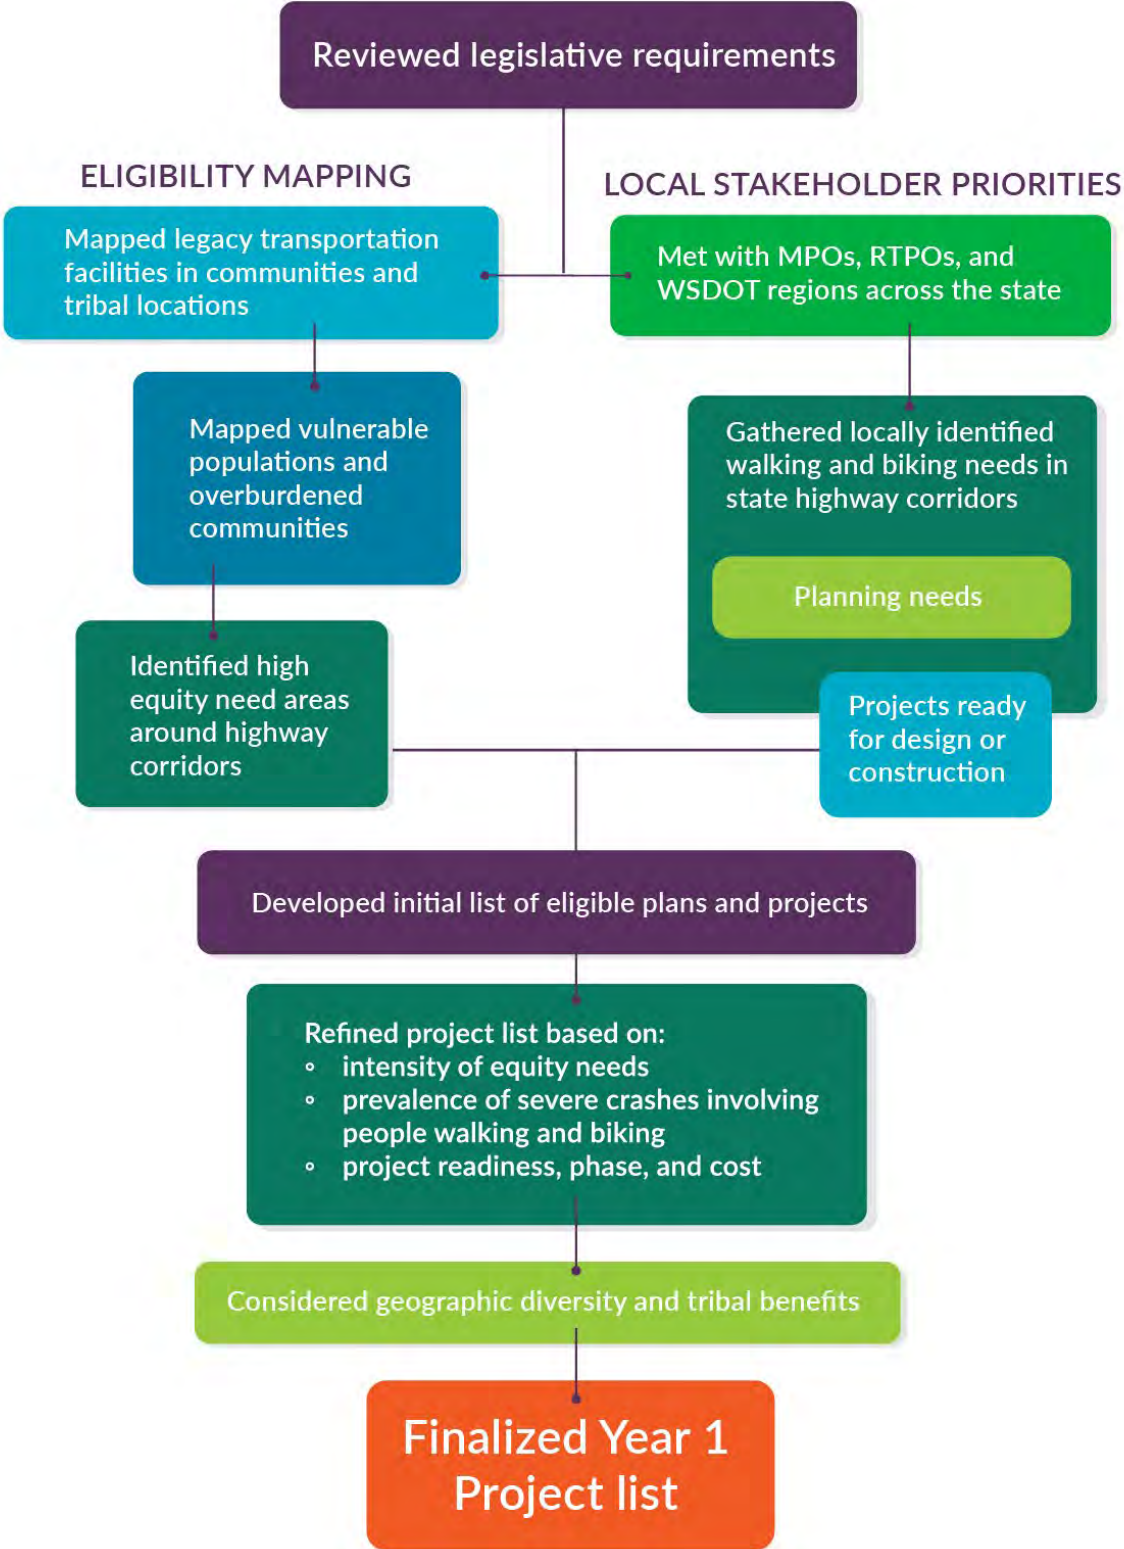 Reviewed legislative requirements
ELIGIBILITY MAPPING
Mapped legacy transportation
facilities in communities and
tribal locations
Mapped vulnerable
populations and
overburdened
communities
Identified high
equity need areas
around highway
corridors
LOCAL STAKEHOLDER PRIORITIES
Met with MPOs, RTPOs, and
WSDOT regions across the state
Gathered locally identified
walking and biking needs in
state highway corridors
Planning needs
Projects ready
for design or
construction
Developed initial list of eligible plans and projects
Refined project list based on:
◦ intensity of equity needs
◦ prevalence of severe crashes involving
people walking and biking
◦ project readiness, phase, and cost
Considered geographic diversity and tribal benefits
Finalized Year 1
Project list